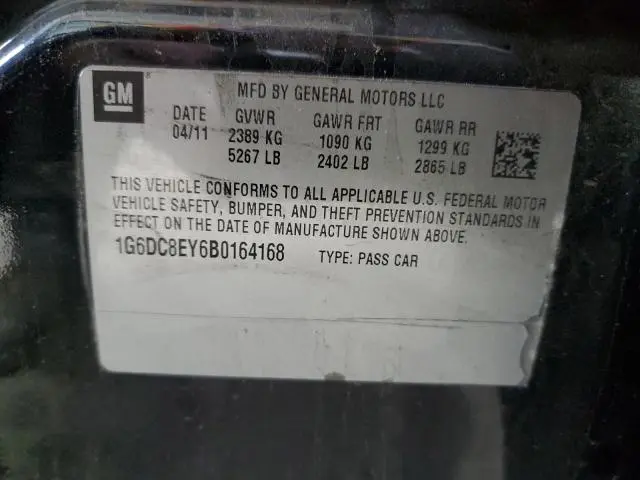 GM
MFD BY GENERAL MOTORS LLC
DATE GVWR GAWR FRT GAWR RR
04/11 2389 KG 1090 KG 1299 KG
5267 LB 2402 LB 2865 LB
THIS VEHICLE CONFORMS TO ALL APPLICABLE U.S. FEDERAL MOTOR
VEHICLE SAFETY, BUMPER, AND THEFT PREVENTION STANDARDS IN
EFFECT ON THE DATE OF MANUFACTURE SHOWN ABOVE.
1G6DC8EY6B0164168 TYPE: PASS CAR